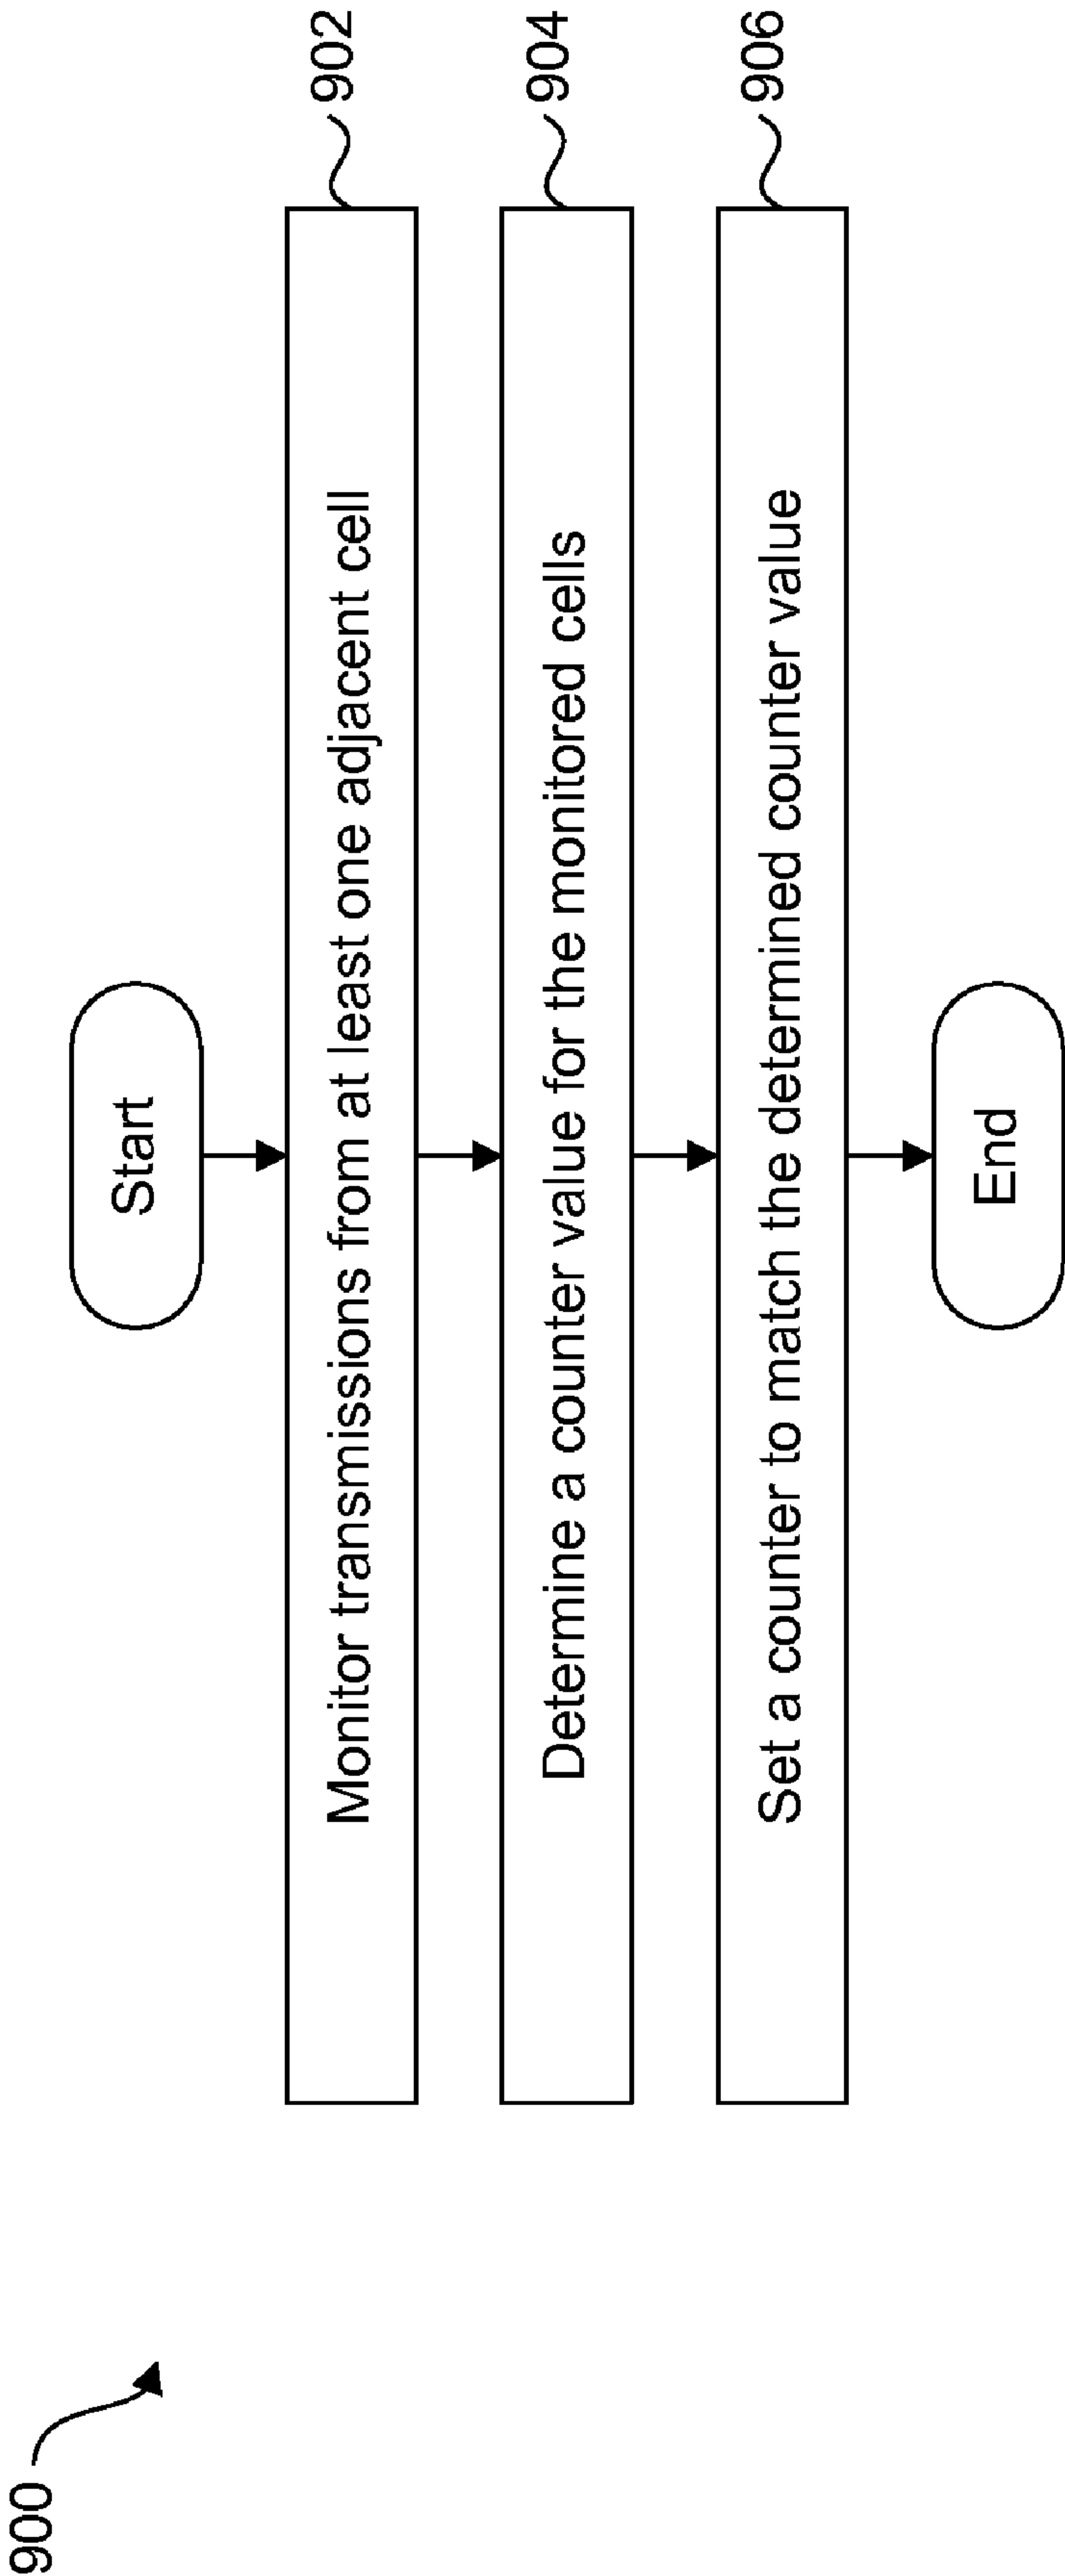 900
Start
Monitor transmissions from at least one adjacent cell
902
Determine a counter value for the monitored cells
904
Set a counter to match the determined counter value
906
End